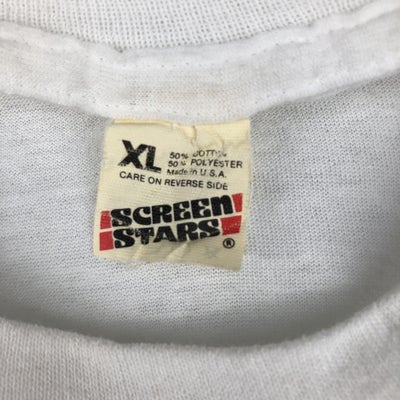 XL
50% COTTON
50% POLYESTER
Made in U.S.A.
CARE ON REVERSE SIDE
SCREEN
STARS®